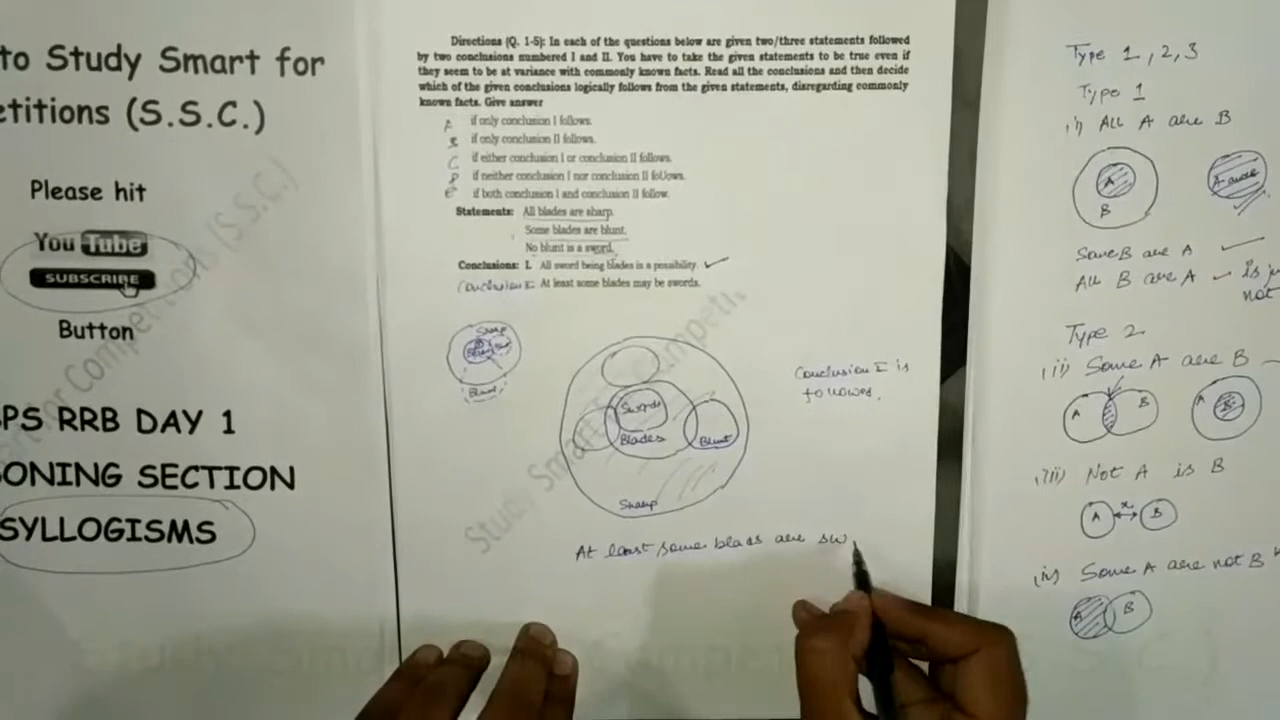 to Study Smart for
etitions (S.S.C.)
Please hit
You Tube
SUBSCRIBE
Button
PS RRB DAY 1
ONING SECTION
SYLLOGISMS
Directions (Q. 1-5): In each of the questions below are given two/three statements followed
by two conclusions numbered I and II. You have to take the given statements to be true even if
they seem to be at variance with commonly known facts. Read all the conclusions and then decide
which of the given conclusions logically follows from the given statements, disregarding commonly
known facts. Give answer
A if only conclusion I follows.
B if only conclusion II follows.
C if either conclusion I or conclusion II follows.
D if neither conclusion I nor conclusion II foUows.
E if both conclusion I and conclusion II follow.
Statements: All blades are sharp.
Some blades are blunt.
No blunt is a sword.
Conclusions: I. All sword being blades is a possibility.
Conclusion II At least some blades may be swords.
Sharp
Blades
Blunt
Swords
Blades
Blunt
Sharp
Conclusion I is
followed.
At least some blads are sw
Study Smart
Competi
Type 1, 2, 3
Type 1
(i) All A are B
A
B
A
Some B are A
All B are A
not
Type 2
(ii) Some A are B
A B
A B
(iii) Not A is B
A x B
(iv) Some A are not B
A B